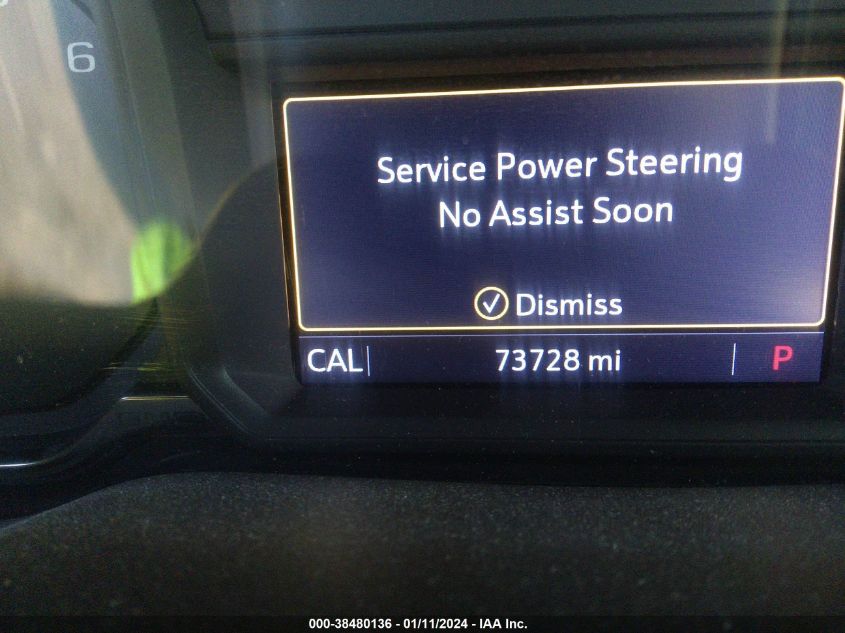 6
Service Power Steering
No Assist Soon
Dismiss
CAL 73728 mi P
000-38480136 - 01/11/2024 - IAA Inc.